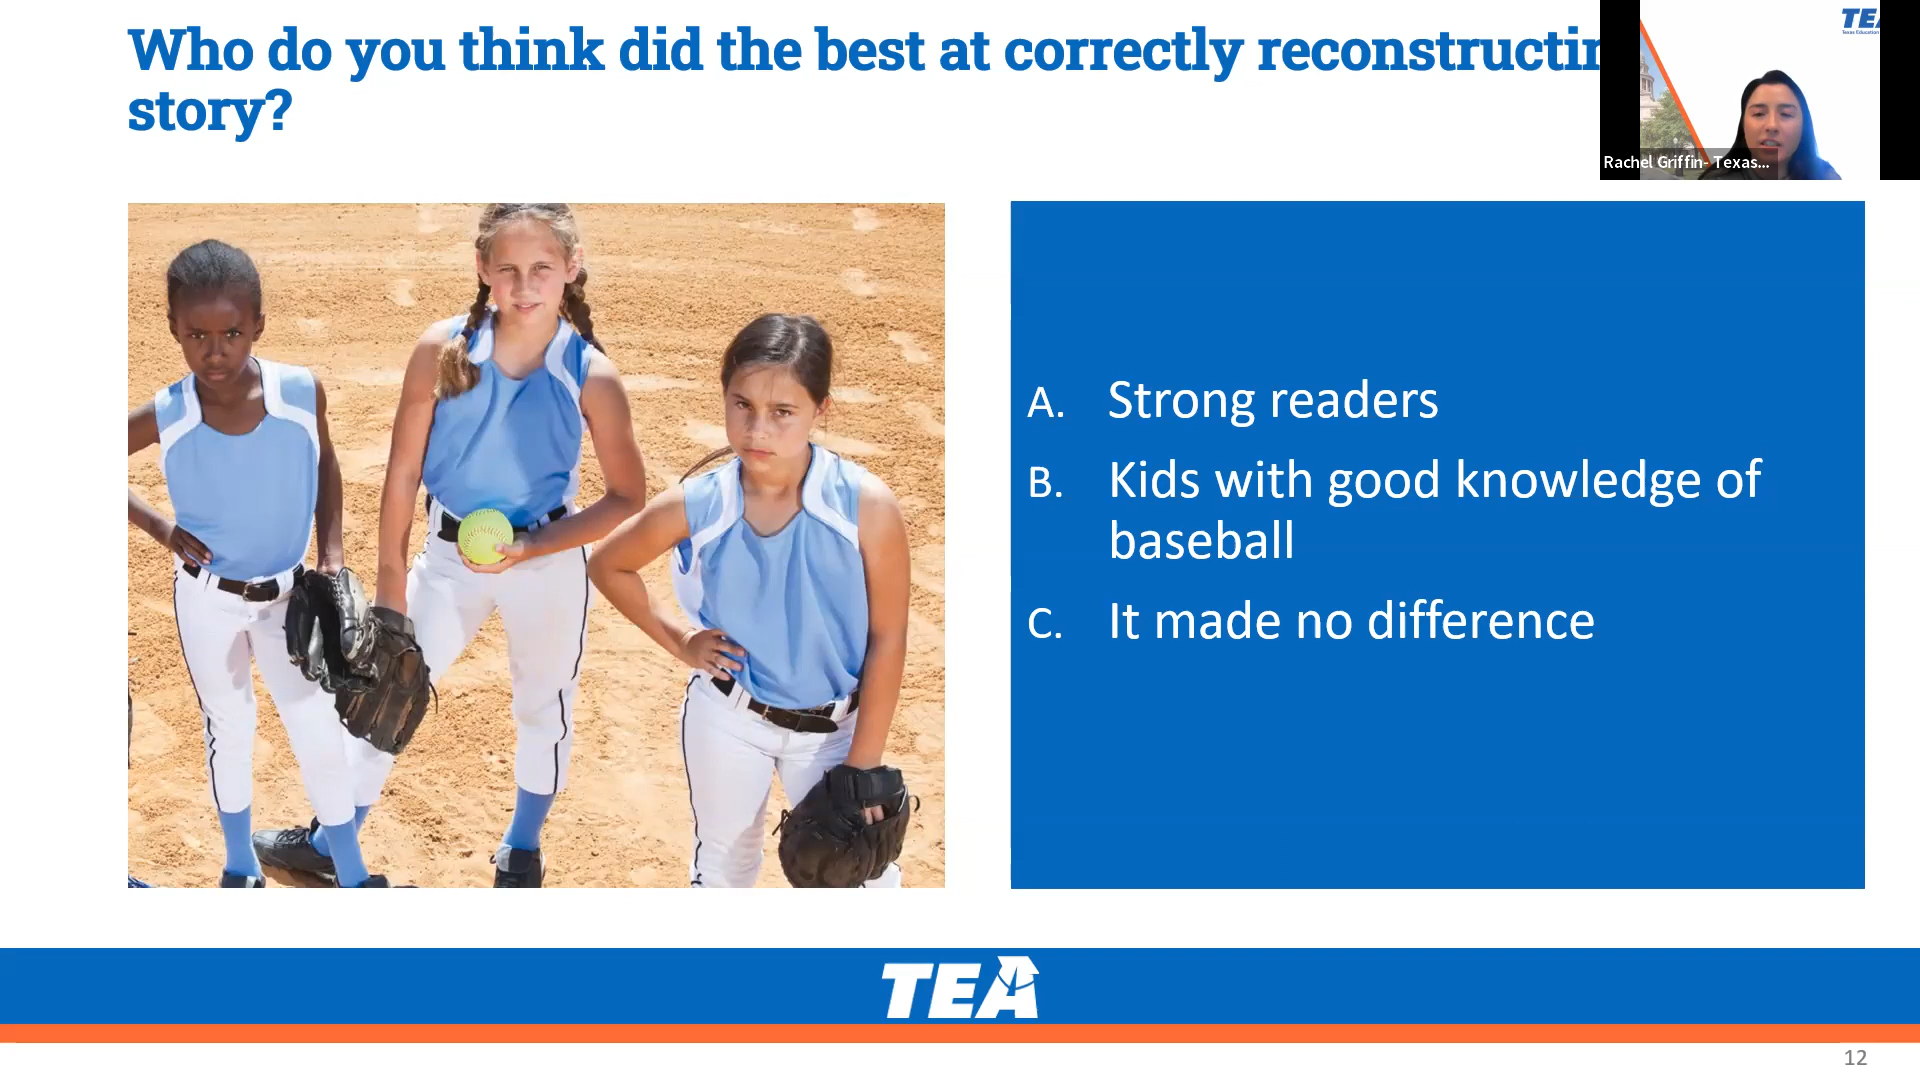 Who do you think did the best at correctly
story?
TEA
Rachel Griffin- Texas...
A. Strong readers
B. Kids with good knowledge of
baseball
C. It made no difference
TEA
12